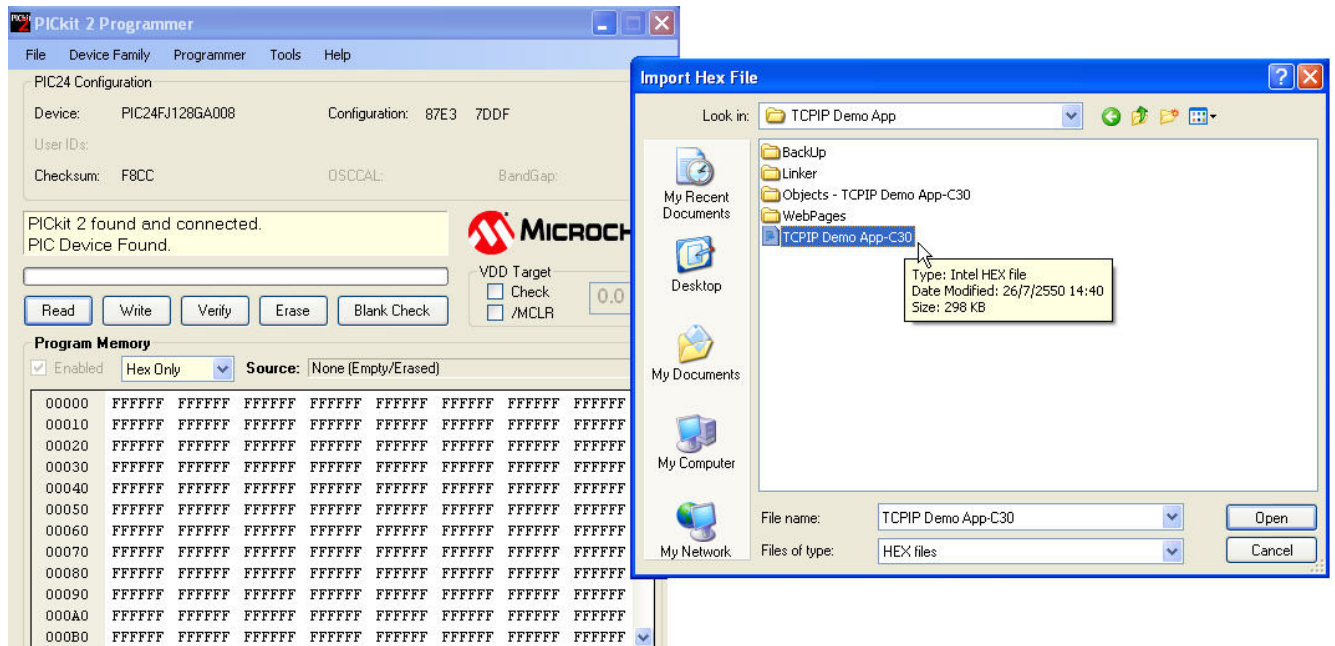 PICkit 2 Programmer
File Device Family Programmer Tools Help
PIC24 Configuration
Device: PIC24FJ128GA008 Configuration: 87E3 7DDF
User IDs:
Checksum: F8CC OSCCAL: BandGap:
PICkit 2 found and connected.
PIC Device Found.
MICROCH
VDD Target
Check
/MCLR
0.0
Read Write Verify Erase Blank Check
Program Memory
Enabled Hex Only Source: None (Empty/Erased)
00000 FFFFFF FFFFFF FFFFFF FFFFFF FFFFFF FFFFFF FFFFFF FFFFFF
00010 FFFFFF FFFFFF FFFFFF FFFFFF FFFFFF FFFFFF FFFFFF FFFFFF
00020 FFFFFF FFFFFF FFFFFF FFFFFF FFFFFF FFFFFF FFFFFF FFFFFF
00030 FFFFFF FFFFFF FFFFFF FFFFFF FFFFFF FFFFFF FFFFFF FFFFFF
00040 FFFFFF FFFFFF FFFFFF FFFFFF FFFFFF FFFFFF FFFFFF FFFFFF
00050 FFFFFF FFFFFF FFFFFF FFFFFF FFFFFF FFFFFF FFFFFF FFFFFF
00060 FFFFFF FFFFFF FFFFFF FFFFFF FFFFFF FFFFFF FFFFFF FFFFFF
00070 FFFFFF FFFFFF FFFFFF FFFFFF FFFFFF FFFFFF FFFFFF FFFFFF
00080 FFFFFF FFFFFF FFFFFF FFFFFF FFFFFF FFFFFF FFFFFF FFFFFF
00090 FFFFFF FFFFFF FFFFFF FFFFFF FFFFFF FFFFFF FFFFFF FFFFFF
000A0 FFFFFF FFFFFF FFFFFF FFFFFF FFFFFF FFFFFF FFFFFF FFFFFF
000B0 FFFFFF FFFFFF FFFFFF FFFFFF FFFFFF FFFFFF FFFFFF FFFFFF
Import Hex File
Look in: TCPIP Demo App
My Recent
Documents
Desktop
My Documents
My Computer
My Network
BackUp
Linker
Objects - TCPIP Demo App-C30
WebPages
TCPIP Demo App-C30
Type: Intel HEX file
Date Modified: 26/7/2550 14:40
Size: 298 KB
File name: TCPIP Demo App-C30 Open
Files of type: HEX files Cancel